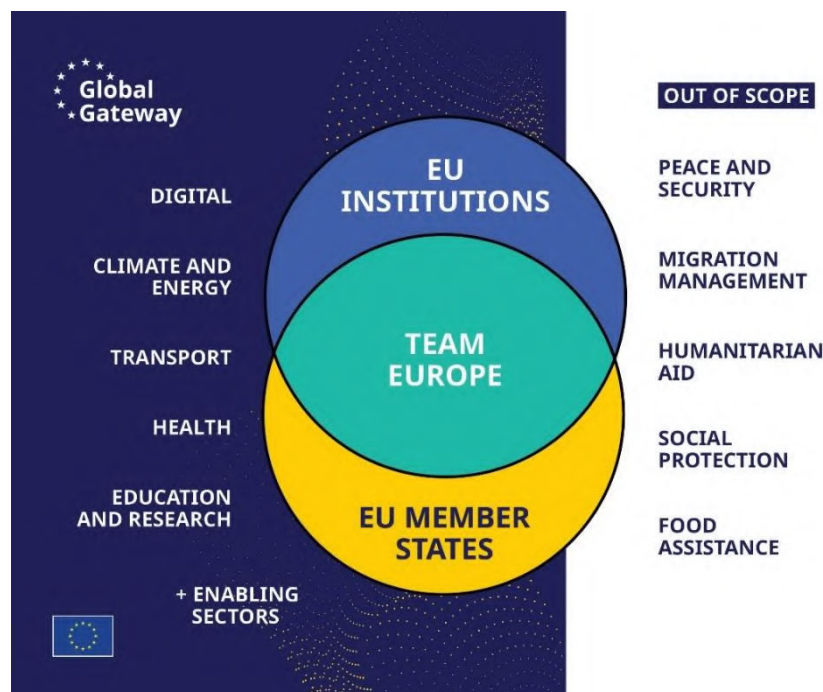 Global
Gateway
DIGITAL
CLIMATE AND
ENERGY
TRANSPORT
HEALTH
EDUCATION
AND RESEARCH
+ ENABLING
SECTORS
EU
INSTITUTIONS
TEAM
EUROPE
EU MEMBER
STATES
OUT OF SCOPE
PEACE AND
SECURITY
MIGRATION
MANAGEMENT
HUMANITARIAN
AID
SOCIAL
PROTECTION
FOOD
ASSISTANCE